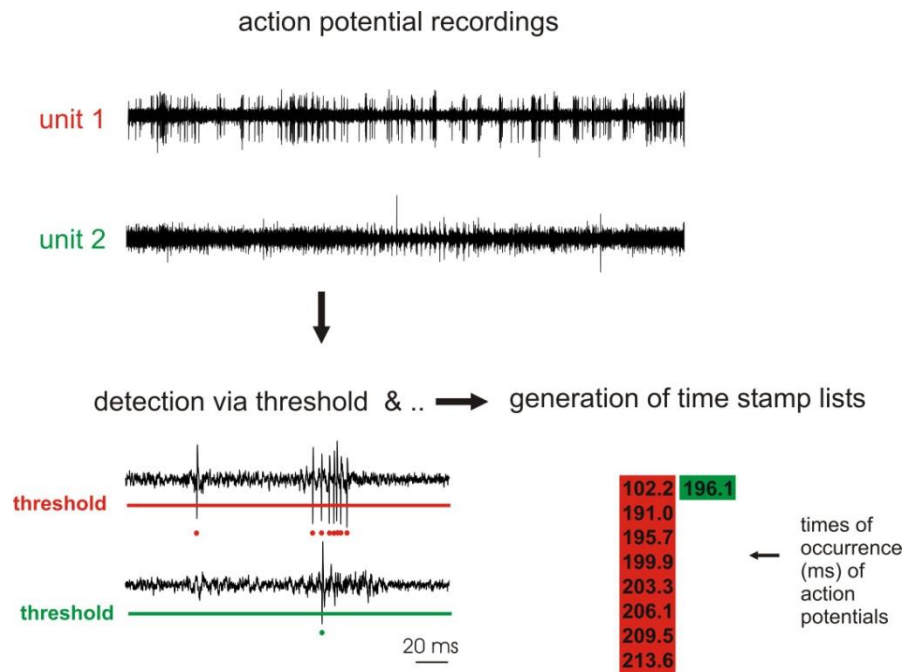 action potential recordings
unit 1
unit 2
detection via threshold & .. generation of time stamp lists
threshold
threshold
20 ms
102.2 196.1
191.0
195.7
199.9
203.3
206.1
209.5
213.6
times of
occurrence
(ms) of
action
potentials